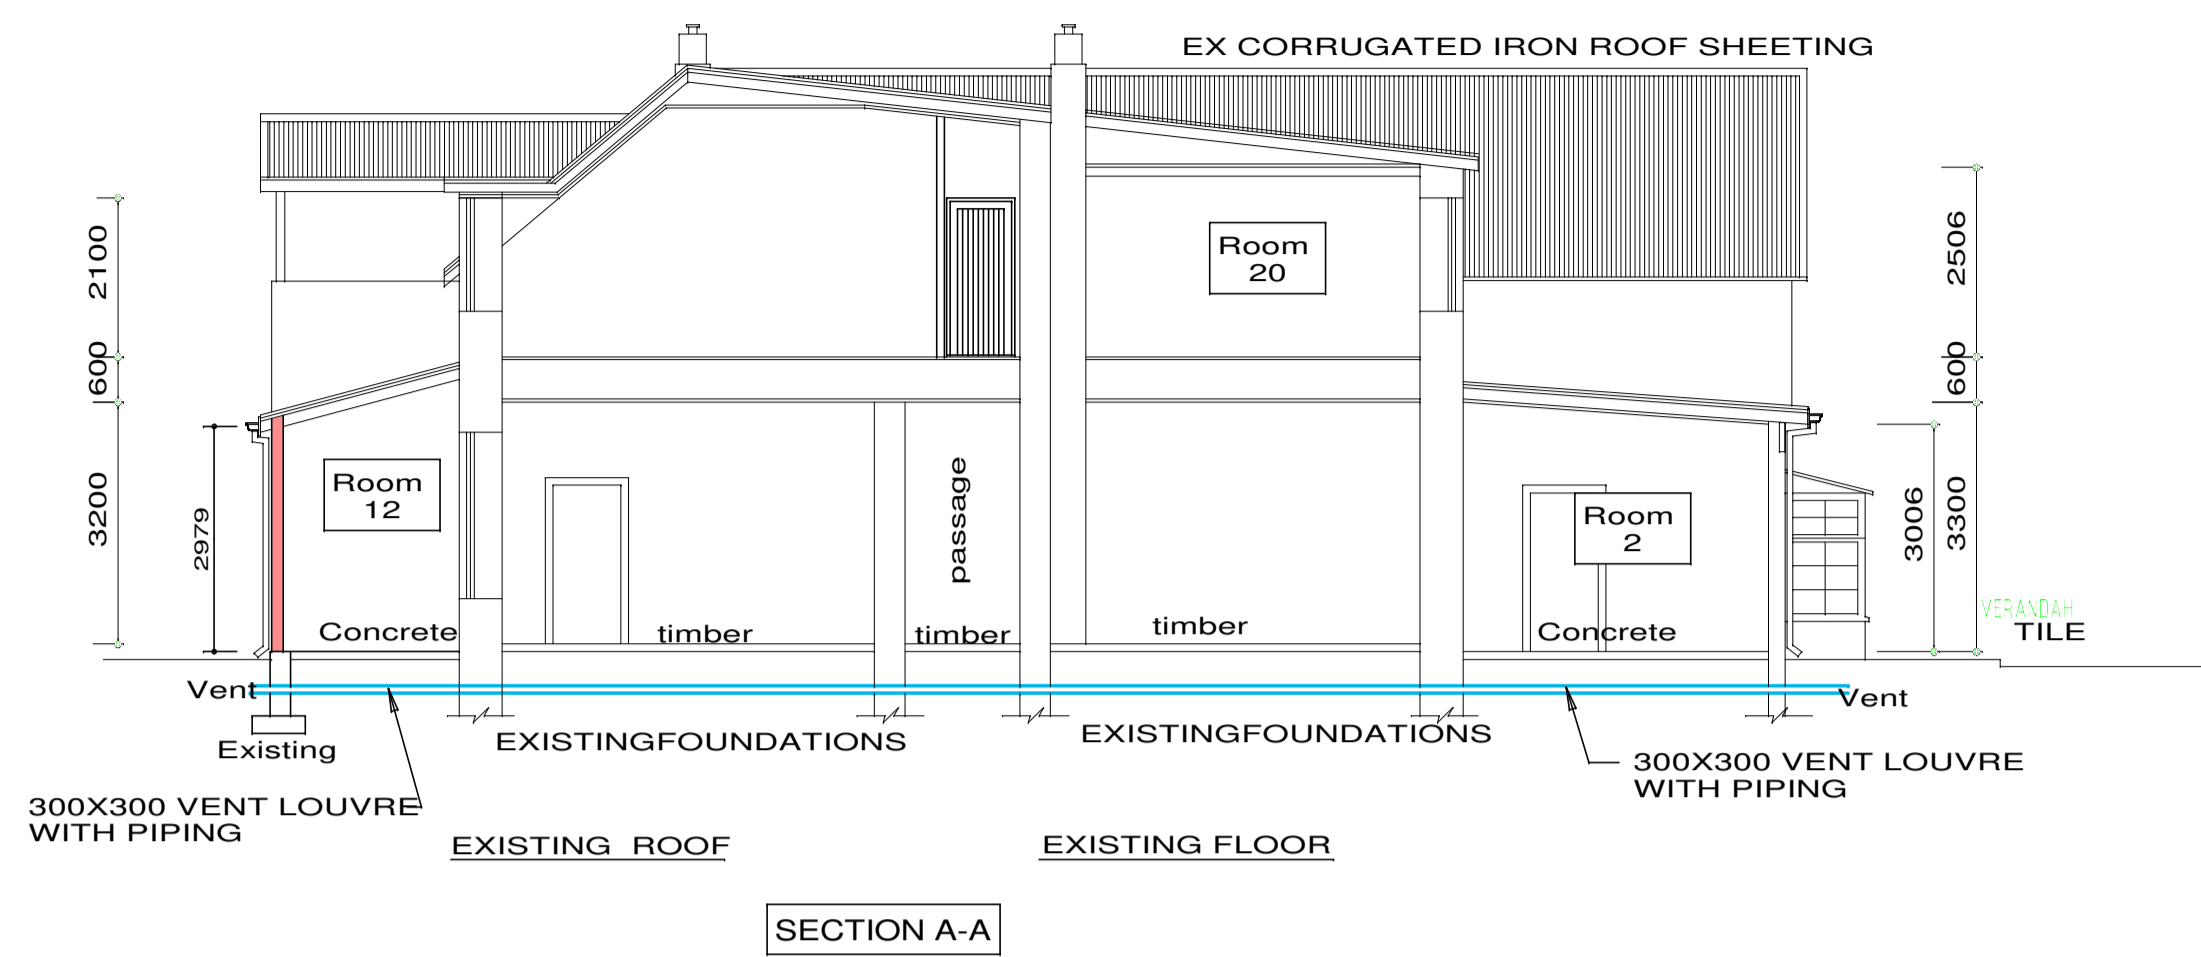 EX CORRUGATED IRON ROOF SHEETING
2100
600
3200
2979
2506
600
3006
3300
Room
20
Room
12
passage
Room
2
Concrete
timber
timber
timber
Concrete
VERANDAH
TILE
Vent
Vent
Existing
EXISTINGFOUNDATIONS
EXISTINGFOUNDATIONS
300X300 VENT LOUVRE
WITH PIPING
300X300 VENT LOUVRE
WITH PIPING
EXISTING ROOF
EXISTING FLOOR
SECTION A-A